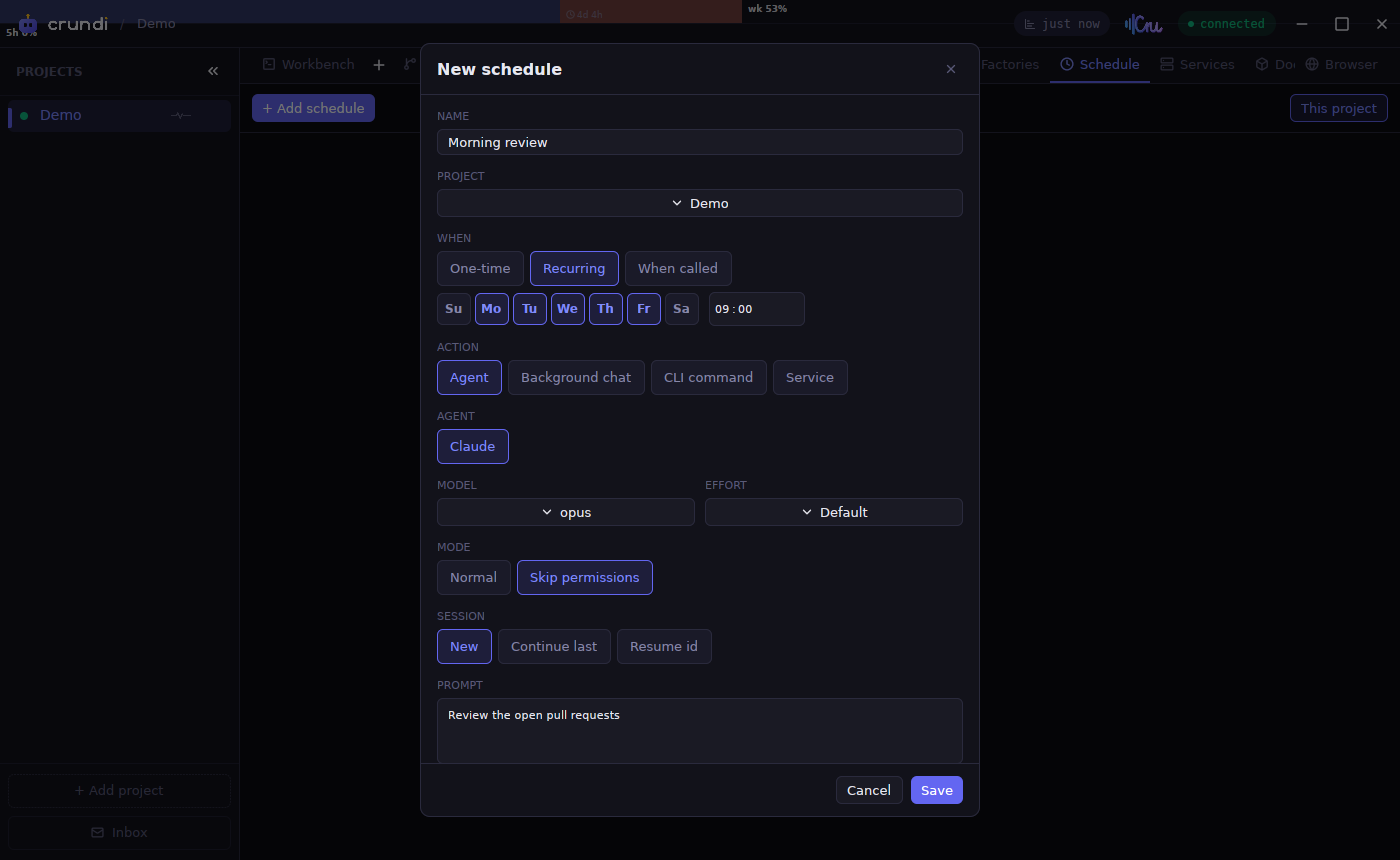 5h 0%
4d 4h
wk 53%
crundi / Demo
just now
Cru
connected
PROJECTS
Workbench
Factories
Schedule
Services
Doc
Browser
Demo
+ Add schedule
This project
New schedule
NAME
Morning review
PROJECT
Demo
WHEN
One-time Recurring When called
Su Mo Tu We Th Fr Sa 09:00
ACTION
Agent Background chat CLI command Service
AGENT
Claude
MODEL EFFORT
opus Default
MODE
Normal Skip permissions
SESSION
New Continue last Resume id
PROMPT
Review the open pull requests
Cancel Save
+ Add project
Inbox